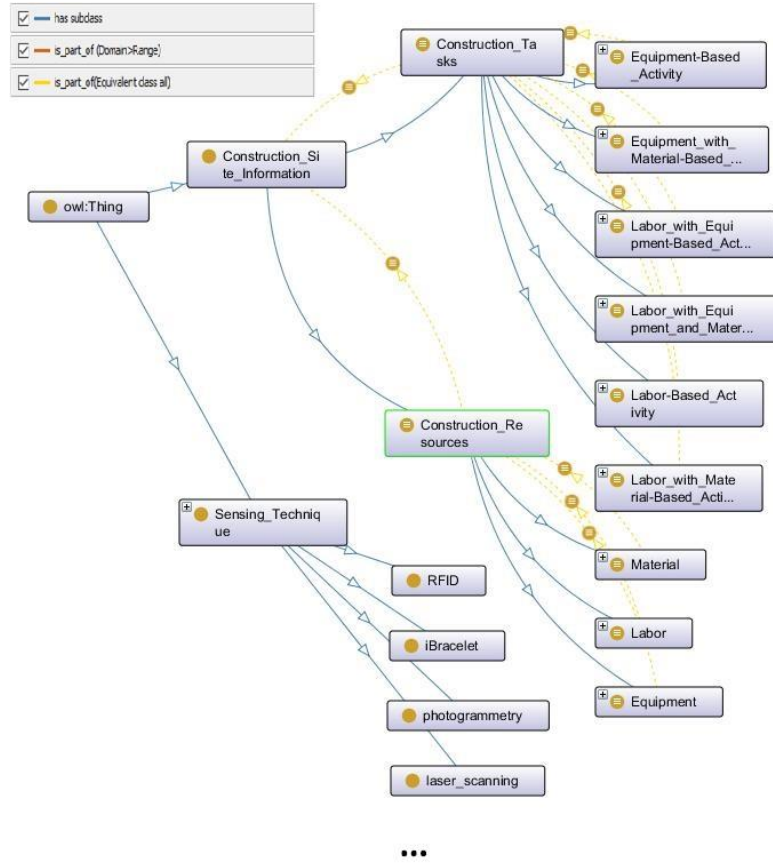 has subclass
is_part_of (Domain>Range)
is_part_of(Equivalent class all)
Construction_Ta
sks
Equipment-Based
_Activity
Construction_Si
te_Information
Equipment_with_
Material-Based_...
owl:Thing
Labor_with_Equi
pment-Based_Act...
Labor_with_Equi
pment_and_Mater...
Labor-Based_Act
ivity
Construction_Re
sources
Labor_with_Mate
rial-Based_Acti...
Sensing_Techniq
ue
Material
RFID
Labor
iBracelet
Equipment
photogrammetry
laser_scanning
...